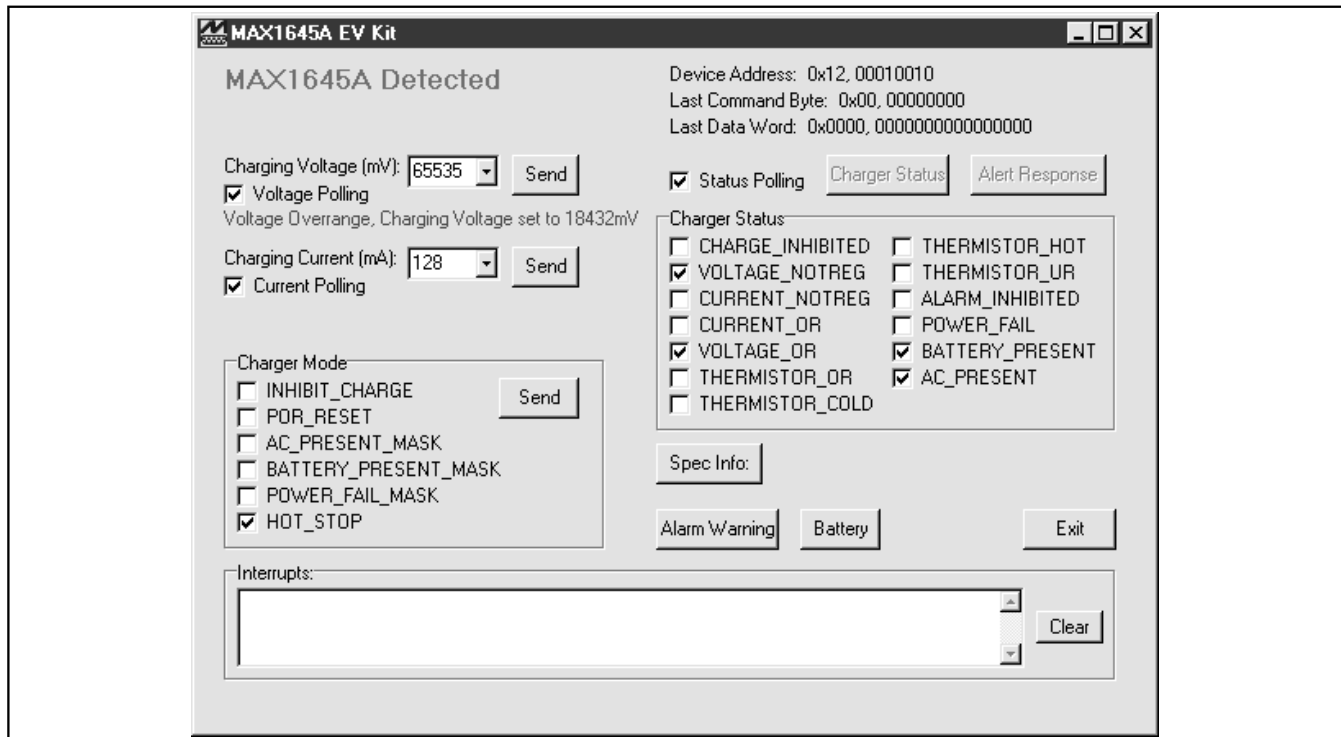 MAX1645A EV Kit
MAX1645A Detected
Device Address: 0x12, 00010010
Last Command Byte: 0x00, 00000000
Last Data Word: 0x0000, 0000000000000000
Charging Voltage (mV): 65535 Send
Voltage Polling
Voltage Overrange, Charging Voltage set to 18432mV
Charging Current (mA): 128 Send
Current Polling
Status Polling Charger Status Alert Response
Charger Status
CHARGE_INHIBITED THERMISTOR_HOT
VOLTAGE_NOTREG THERMISTOR_UR
CURRENT_NOTREG ALARM_INHIBITED
CURRENT_OR POWER_FAIL
VOLTAGE_OR BATTERY_PRESENT
THERMISTOR_OR AC_PRESENT
THERMISTOR_COLD
Charger Mode
INHIBIT_CHARGE Send
POR_RESET
AC_PRESENT_MASK
BATTERY_PRESENT_MASK
POWER_FAIL_MASK
HOT_STOP
Spec Info:
Alarm Warning Battery Exit
Interrupts:
Clear